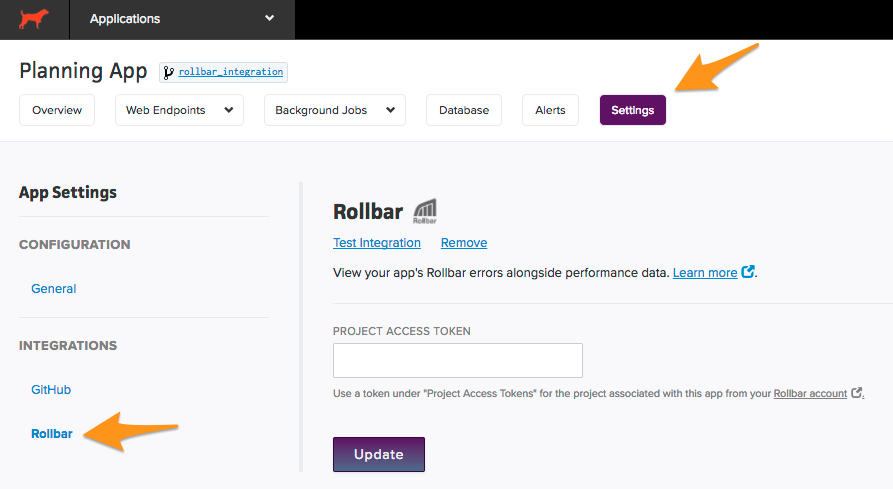 Applications
Planning App rollbar_integration
Overview Web Endpoints Background Jobs Database Alerts Settings
App Settings
CONFIGURATION
General
INTEGRATIONS
GitHub
Rollbar
Rollbar Rollbar
Test Integration Remove
View your app's Rollbar errors alongside performance data. Learn more .
PROJECT ACCESS TOKEN
Use a token under "Project Access Tokens" for the project associated with this app from your Rollbar account .
Update